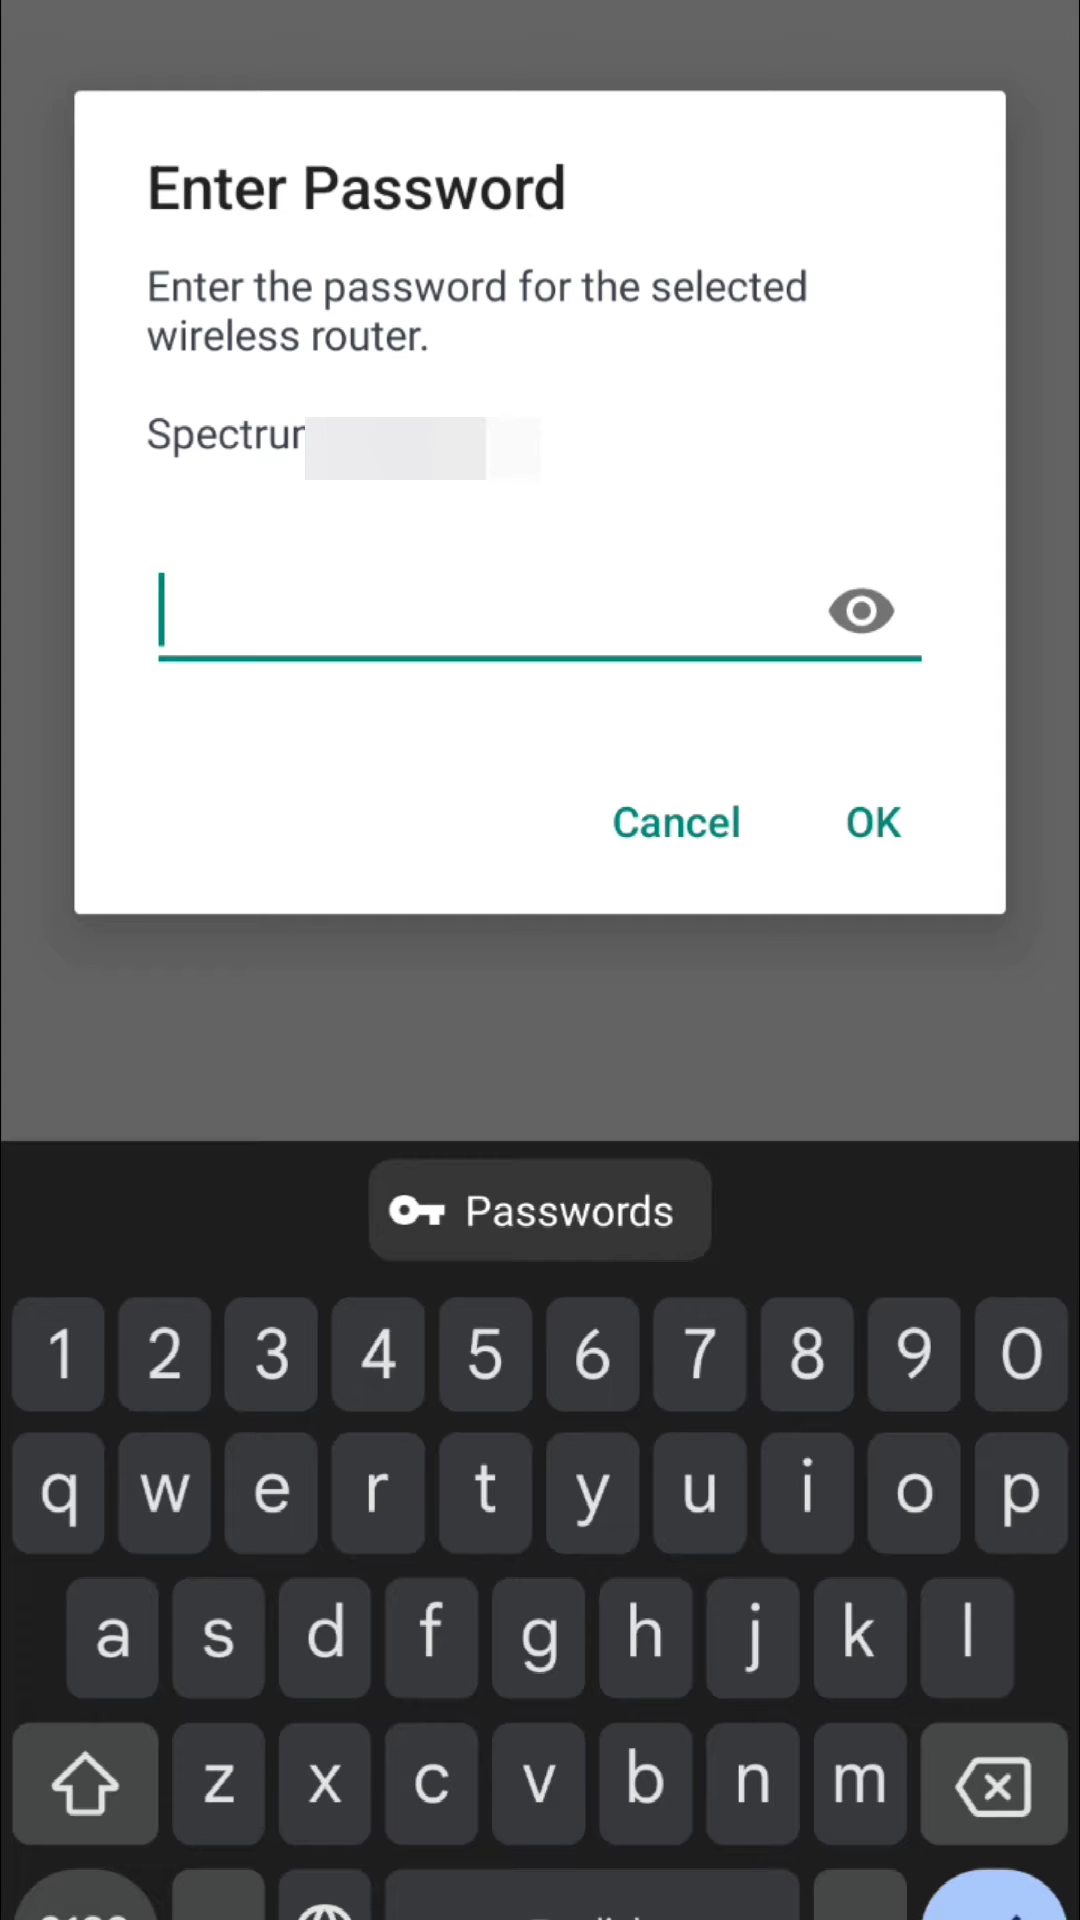 Enter Password
Enter the password for the selected
wireless router.
Cancel OK
Passwords
1 2 3 4 5 6 7 8 9 0
q w e r t y u i o p
a s d f g h j k l
z x c v b n m